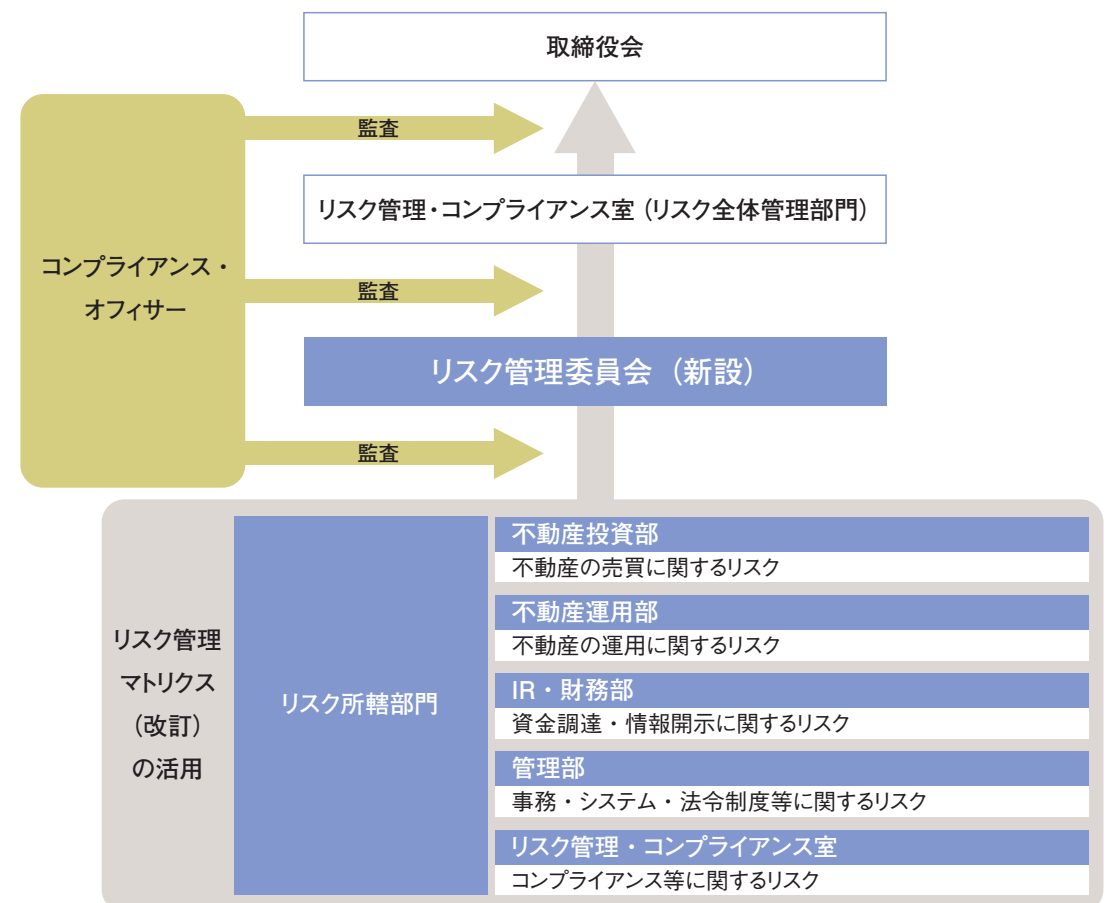 取締役会
監査
リスク管理・コンプライアンス室（リスク全体管理部門）
コンプライアンス・
オフィサー
監査
リスク管理委員会（新設）
監査
リスク管理
マトリクス
（改訂）
の活用
リスク所轄部門
不動産投資部
不動産の売買に関するリスク
不動産運用部
不動産の運用に関するリスク
IR・財務部
資金調達・情報開示に関するリスク
管理部
事務・システム・法令制度等に関するリスク
リスク管理・コンプライアンス室
コンプライアンス等に関するリスク